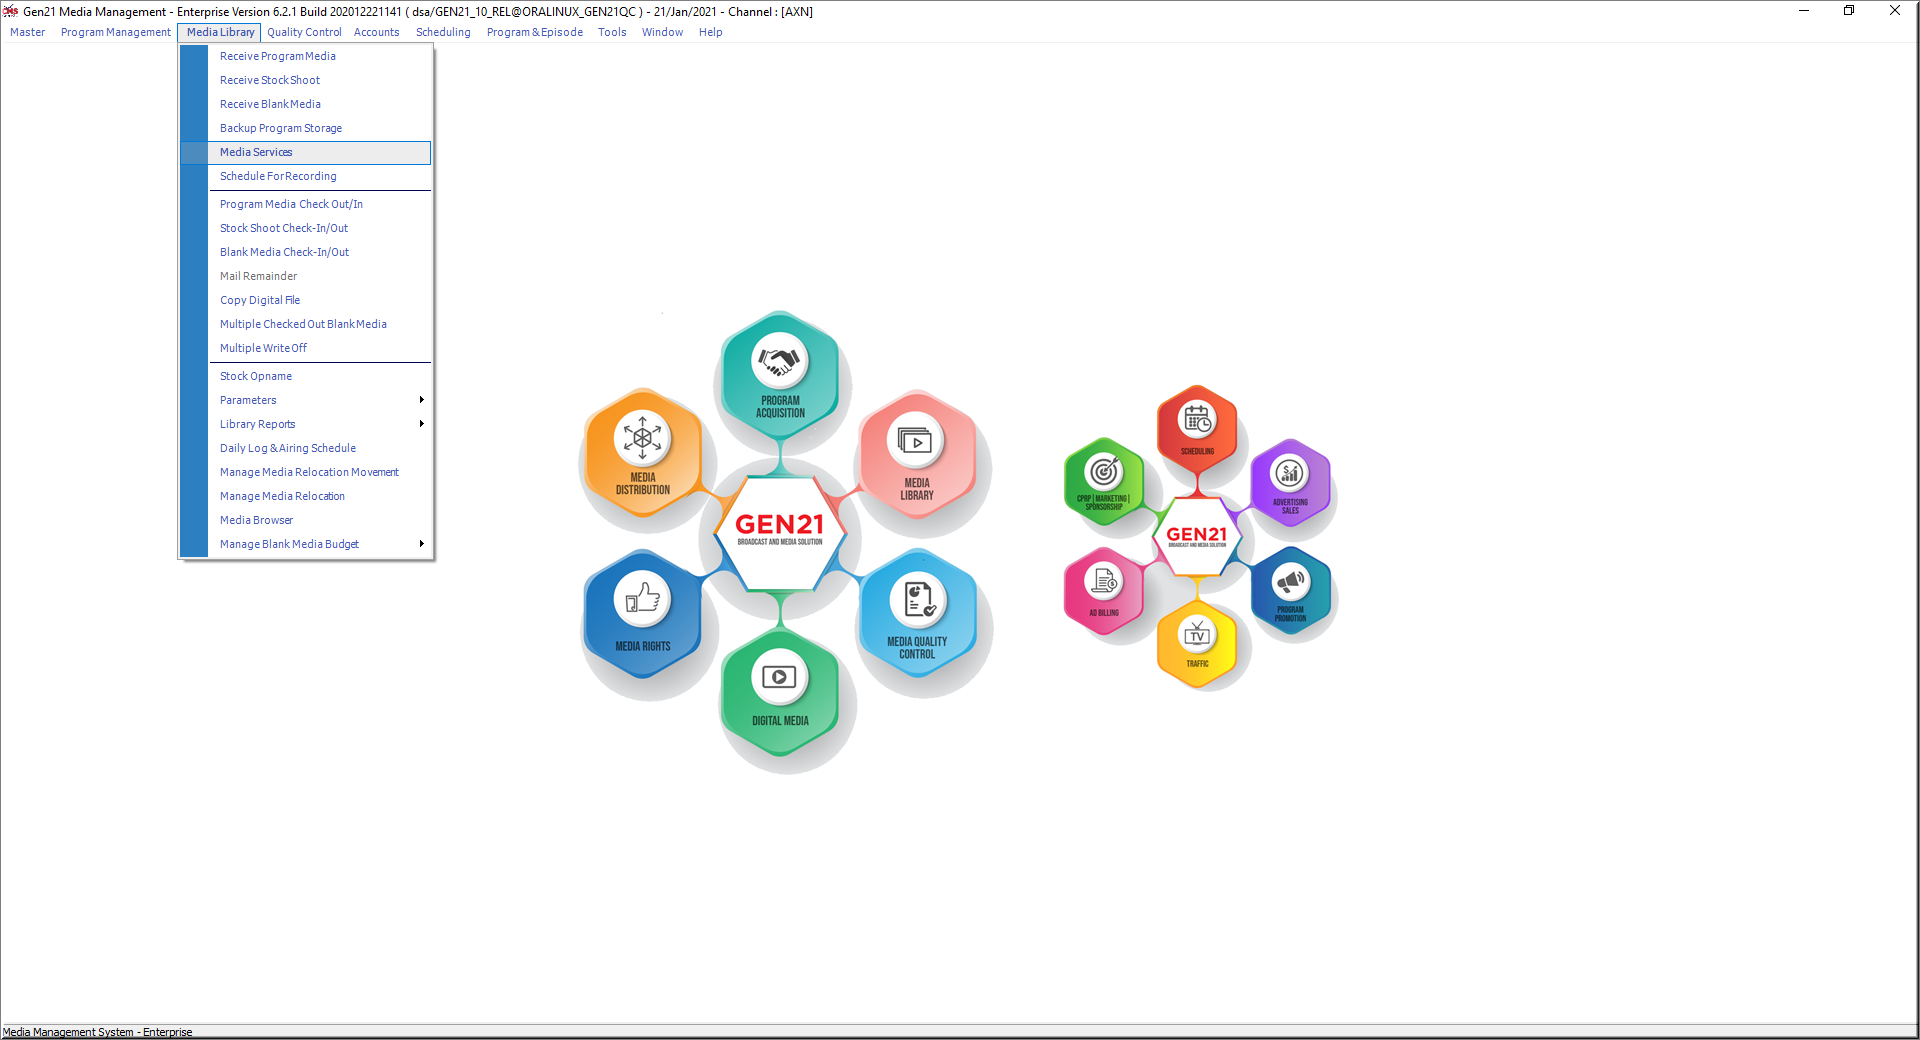 Gen21 Media Management - Enterprise Version 6.2.1 Build 202012221141 ( dsa/GEN21_10_REL@ORALINUX_GEN21QC ) - 21/Jan/2021 - Channel : [AXN]
Master Program Management Media Library Quality Control Accounts Scheduling Program & Episode Tools Window Help
Receive Program Media
Receive Stock Shoot
Receive Blank Media
Backup Program Storage
Media Services
Schedule For Recording
Program Media Check Out/In
Stock Shoot Check-In/Out
Blank Media Check-In/Out
Mail Remainder
Copy Digital File
Multiple Checked Out Blank Media
Multiple Write Off
Stock Opname
Parameters
Library Reports
Daily Log & Airing Schedule
Manage Media Relocation Movement
Manage Media Relocation
Media Browser
Manage Blank Media Budget
PROGRAM
ACQUISITION
MEDIA
DISTRIBUTION
MEDIA
LIBRARY
GEN21
BROADCAST AND MEDIA SOLUTION
MEDIA RIGHTS
MEDIA QUALITY
CONTROL
DIGITAL MEDIA
SCHEDULING
CPRP | MARKETING |
SPONSORSHIP
ADVERTISING
SALES
GEN21
BROADCAST AND MEDIA SOLUTION
AD BILLING
PROGRAM
PROMOTION
TV
TRAFFIC
Media Management System - Enterprise